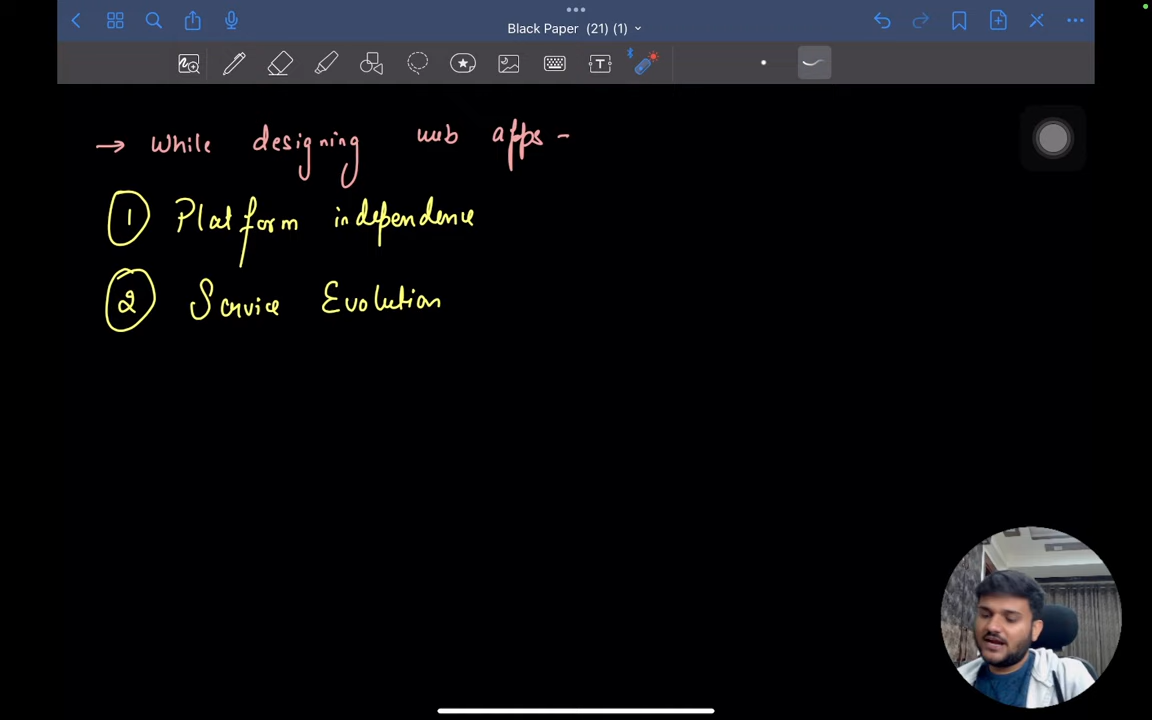 Black Paper (21) (1)
T
→ While designing web apps -
① Platform independence
② Service Evolution